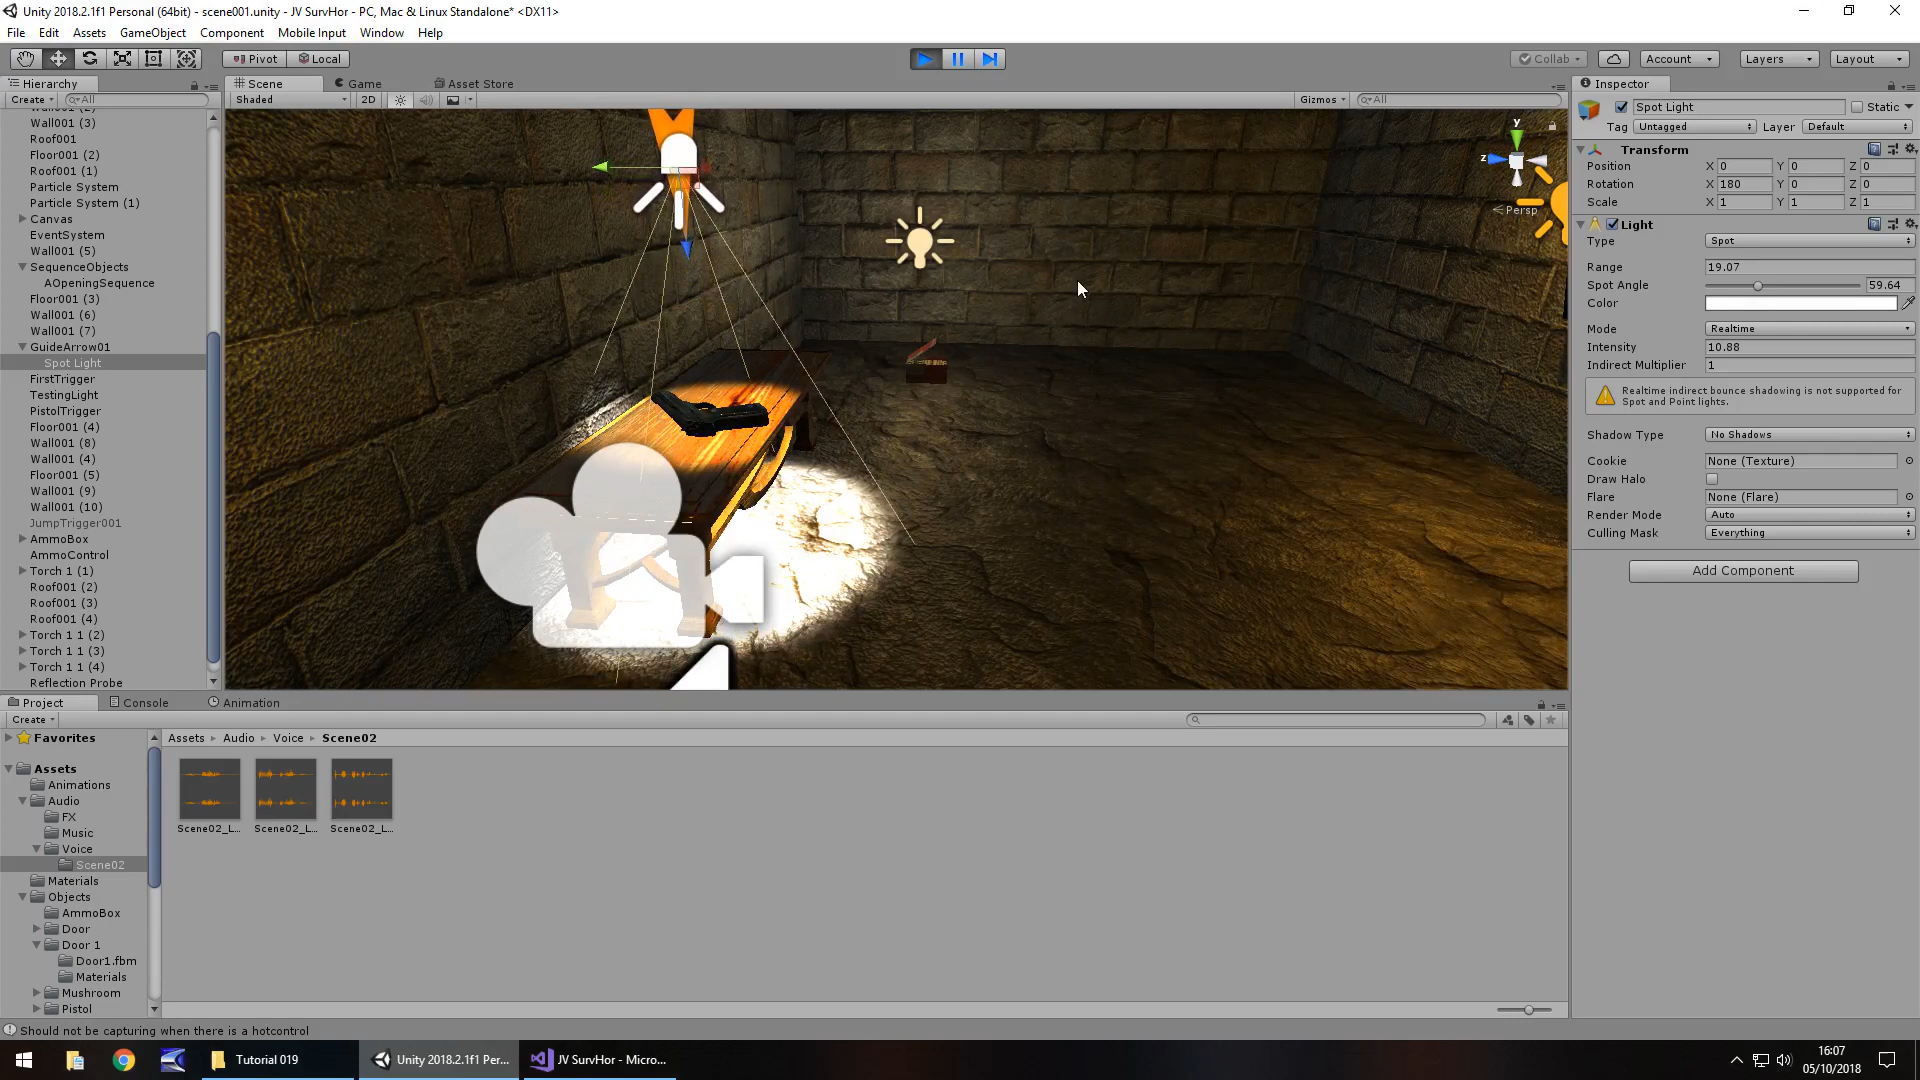 Unity 2018.2.1f1 Personal (64bit) - scene001.unity - JV SurvHor - PC, Mac & Linux Standalone* <DX11>
File Edit Assets GameObject Component Mobile Input Window Help
Pivot Local Collab Account Layers Layout
Hierarchy Scene Game Asset Store Inspector
Create All Shaded 2D Gizmos All
Wall001 (3)
Roof001
Floor001 (2)
Roof001 (1)
Particle System
Particle System (1)
Canvas
EventSystem
Wall001 (5)
SequenceObjects
AOpeningSequence
Floor001 (3)
Wall001 (6)
Wall001 (7)
GuideArrow01
Spot Light
FirstTrigger
TestingLight
PistolTrigger
Floor001 (4)
Wall001 (8)
Wall001 (4)
Floor001 (5)
Wall001 (9)
Wall001 (10)
JumpTrigger001
AmmoBox
AmmoControl
Torch 1 (1)
Roof001 (2)
Roof001 (3)
Roof001 (4)
Torch 1 1 (2)
Torch 1 1 (3)
Torch 1 1 (4)
Reflection Probe
y
z
Persp
Spot Light Static
Tag Untagged Layer Default
Transform
Position X 0 Y 0 Z 0
Rotation X 180 Y 0 Z 0
Scale X 1 Y 1 Z 1
Light
Type Spot
Range 19.07
Spot Angle 59.64
Color
Mode Realtime
Intensity 10.88
Indirect Multiplier 1
Realtime indirect bounce shadowing is not supported for
Spot and Point lights.
Shadow Type No Shadows
Cookie None (Texture)
Draw Halo
Flare None (Flare)
Render Mode Auto
Culling Mask Everything
Add Component
Project Console Animation
Create
Favorites
Assets
Animations
Audio
FX
Music
Voice
Scene02
Materials
Objects
AmmoBox
Door
Door 1
Door1.fbm
Materials
Mushroom
Pistol
Assets Audio Voice Scene02
Scene02_L... Scene02_L... Scene02_L...
Should not be capturing when there is a hotcontrol
Tutorial 019 Unity 2018.2.1f1 Per... JV SurvHor - Micro...
16:07
05/10/2018